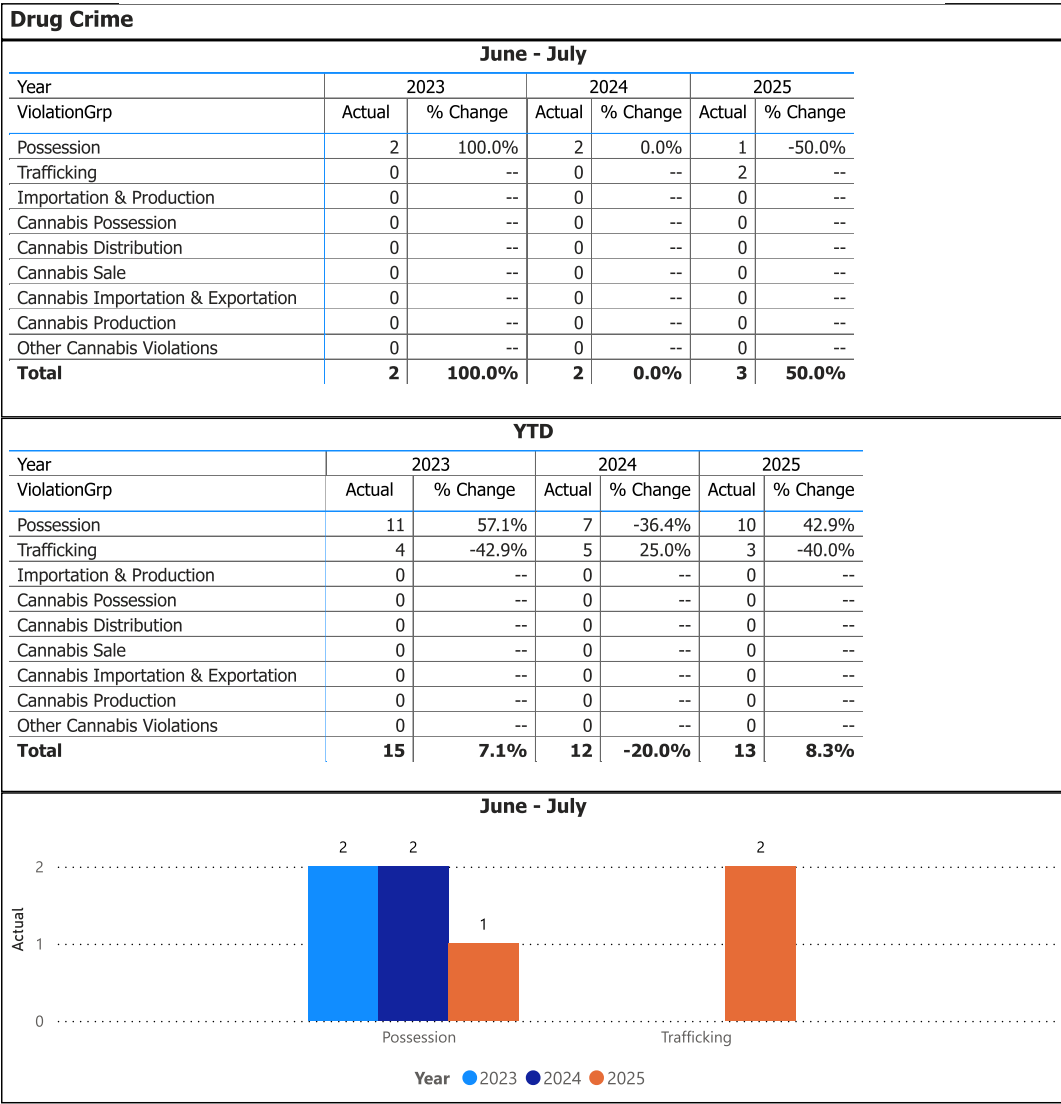 Drug Crime
June - July
Year 2023 2024 2025
ViolationGrp Actual % Change Actual % Change Actual % Change
Possession 2 100.0% 2 0.0% 1 -50.0%
Trafficking 0 -- 0 -- 2 --
Importation & Production 0 -- 0 -- 0 --
Cannabis Possession 0 -- 0 -- 0 --
Cannabis Distribution 0 -- 0 -- 0 --
Cannabis Sale 0 -- 0 -- 0 --
Cannabis Importation & Exportation 0 -- 0 -- 0 --
Cannabis Production 0 -- 0 -- 0 --
Other Cannabis Violations 0 -- 0 -- 0 --
Total 2 100.0% 2 0.0% 3 50.0%
YTD
Year 2023 2024 2025
ViolationGrp Actual % Change Actual % Change Actual % Change
Possession 11 57.1% 7 -36.4% 10 42.9%
Trafficking 4 -42.9% 5 25.0% 3 -40.0%
Importation & Production 0 -- 0 -- 0 --
Cannabis Possession 0 -- 0 -- 0 --
Cannabis Distribution 0 -- 0 -- 0 --
Cannabis Sale 0 -- 0 -- 0 --
Cannabis Importation & Exportation 0 -- 0 -- 0 --
Cannabis Production 0 -- 0 -- 0 --
Other Cannabis Violations 0 -- 0 -- 0 --
Total 15 7.1% 12 -20.0% 13 8.3%
June - July
2 2 2
2
1
Actual
1
0
Possession Trafficking
Year 2023 2024 2025